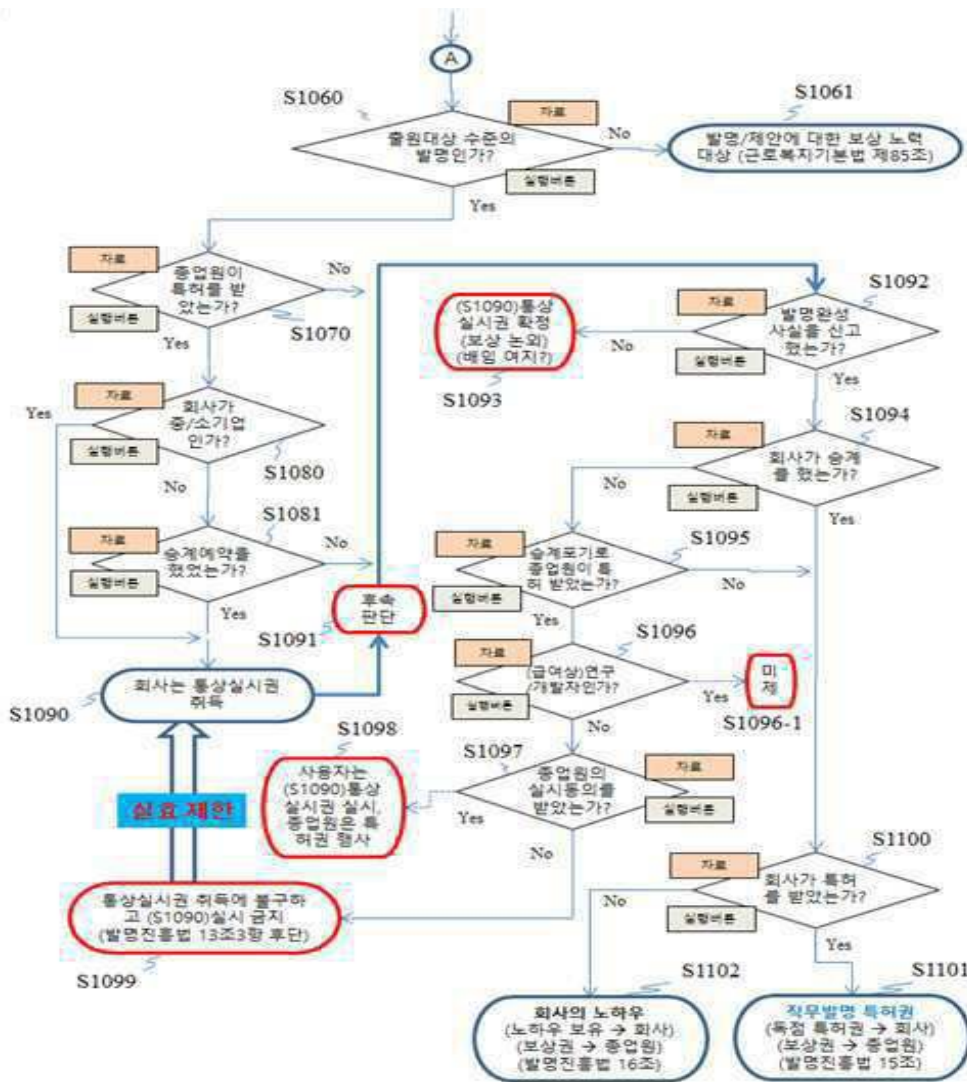 A
S1060
자료
출원대상 수준의
발명인가?
실행버튼
No
Yes
S1061
발명/제안에 대한 보상 노력
대상 (근로복지기본법 제85조)
자료
종업원이
특허를 받
았는가?
실행버튼
No
S1070
Yes
자료
회사가
중/소기업
인가?
실행버튼
Yes
S1080
No
S1081
자료
승계예약을
했었는가?
실행버튼
No
Yes
S1090
회사는 통상실시권
취득
S1091
후속
판단
S1092
자료
발명완성
사실을 신고
했는가?
실행버튼
No
Yes
(S1090)통상
실시권 확정
(보상 논외)
(배임 여지?)
S1093
S1094
자료
회사가 승계
를 했는가?
실행버튼
No
Yes
S1095
자료
승계포기로
종업원이 특
허 받았는가?
실행버튼
No
Yes
S1096
자료
(급여상)연구
/개발자인가?
실행버튼
Yes
No
미
제
S1096-1
S1097
종업원의
실시동의를
받았는가?
자료
실행버튼
Yes
No
S1098
사용자는
(S1090)통상
실시권 실시,
종업원은 특
허권 행사
실효 제한
통상실시권 취득에 불구하
고 (S1090)실시 금지
(발명진흥법 13조3항 후단)
S1099
S1100
자료
회사가 특허
를 받았는가?
실행버튼
No
Yes
S1102
회사의 노하우
(노하우 보유 → 회사)
(보상권 → 종업원)
(발명진흥법 16조)
S1101
직무발명 특허권
(독점 특허권 → 회사)
(보상권 → 종업원)
(발명진흥법 15조)